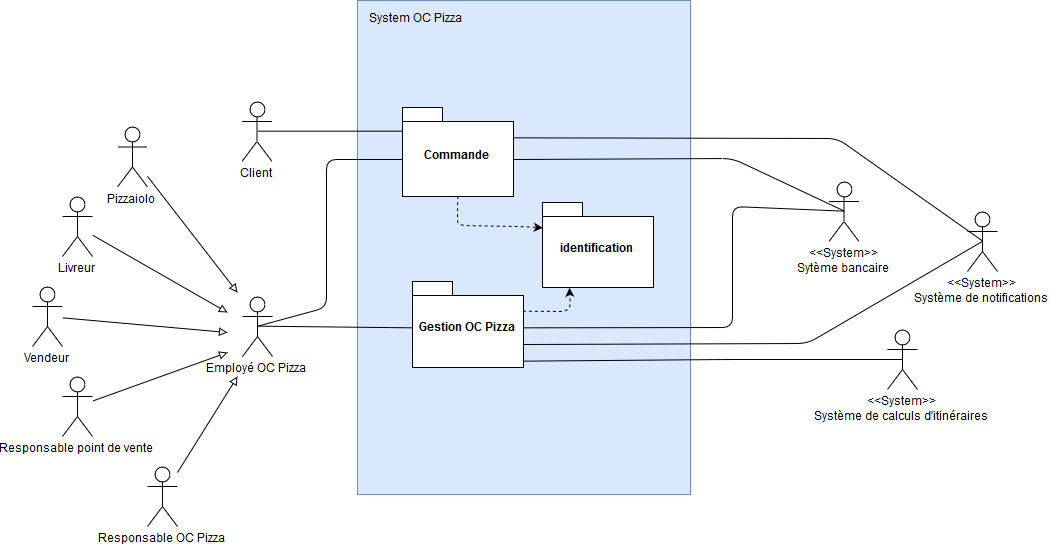 System OC Pizza
Client
Commande
Pizzaiolo
Livreur
identification
<<System>>
Sytème bancaire
<<System>>
Système de notifications
Vendeur
Employé OC Pizza
Gestion OC Pizza
<<System>>
Système de calculs d'itinéraires
Responsable point de vente
Responsable OC Pizza